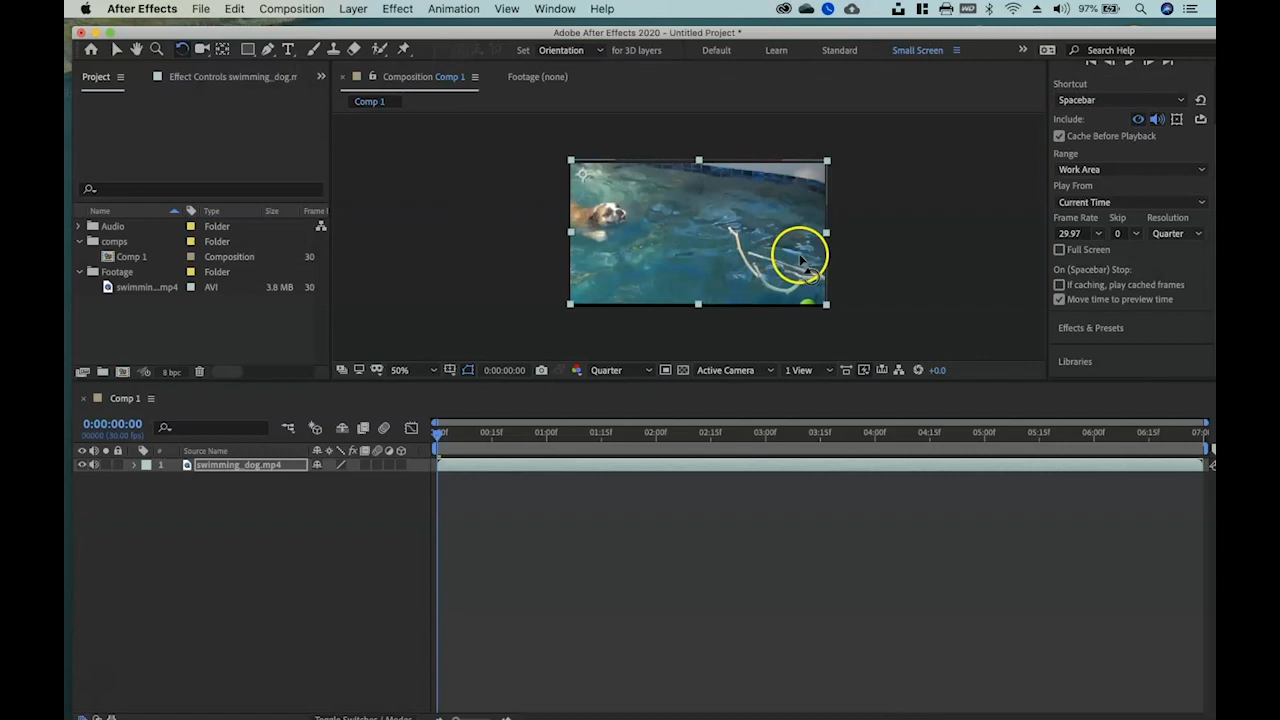 After Effects File Edit Composition Layer Effect Animation View Window Help 97%
Adobe After Effects 2020 - Untitled Project *
Set Orientation for 3D layers Default Learn Standard Small Screen Search Help
Project Effect Controls swimming_dog.m Composition Comp 1 Footage (none)
Comp 1
Shortcut
Spacebar
Include:
Cache Before Playback
Range
Work Area
Play From
Current Time
Frame Rate Skip Resolution
29.97 0 Quarter
Full Screen
On (Spacebar) Stop:
If caching, play cached frames
Move time to preview time
Effects & Presets
Libraries
Name Type Size Frame I
Audio Folder
comps Folder
Comp 1 Composition 30
Footage Folder
swimmin...mp4 AVI 3.8 MB 30
8 bpc
50% 0:00:00:00 Quarter Active Camera 1 View +0.0
Comp 1
0:00:00:00
00000 (30.00 fps)
:00f 00:15f 01:00f 01:15f 02:00f 02:15f 03:00f 03:15f 04:00f 04:15f 05:00f 05:15f 06:00f 06:15f 07:0
# Source Name fx
1 swimming_dog.mp4
Toggle Switches / Modes